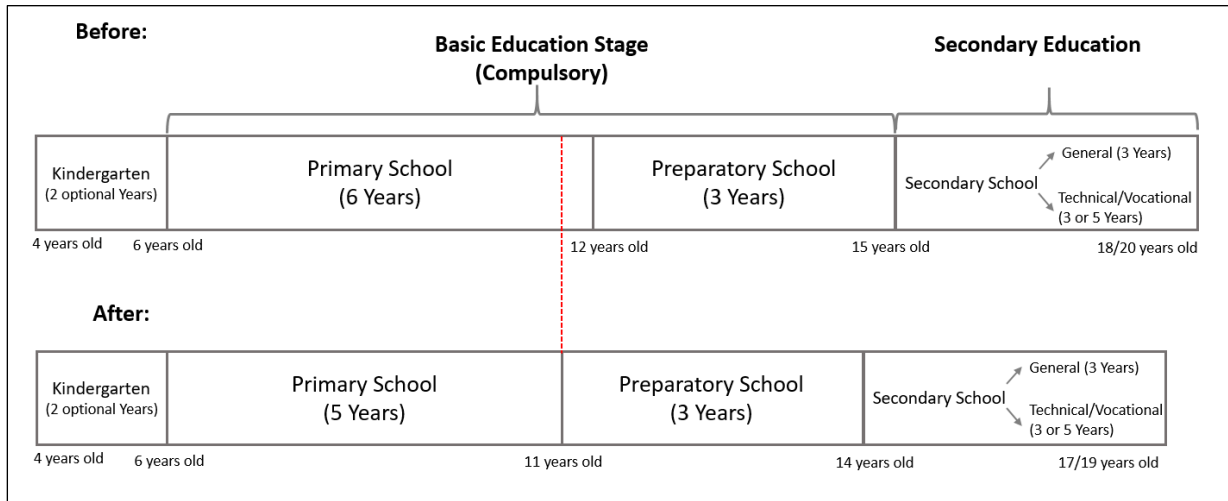 Before:
Basic Education Stage
(Compulsory)
Secondary Education
Kindergarten
(2 optional Years)
Primary School
(6 Years)
Preparatory School
(3 Years)
Secondary School
General (3 Years)
Technical/Vocational
(3 or 5 Years)
4 years old
6 years old
12 years old
15 years old
18/20 years old
After:
Kindergarten
(2 optional Years)
Primary School
(5 Years)
Preparatory School
(3 Years)
Secondary School
General (3 Years)
Technical/Vocational
(3 or 5 Years)
4 years old
6 years old
11 years old
14 years old
17/19 years old